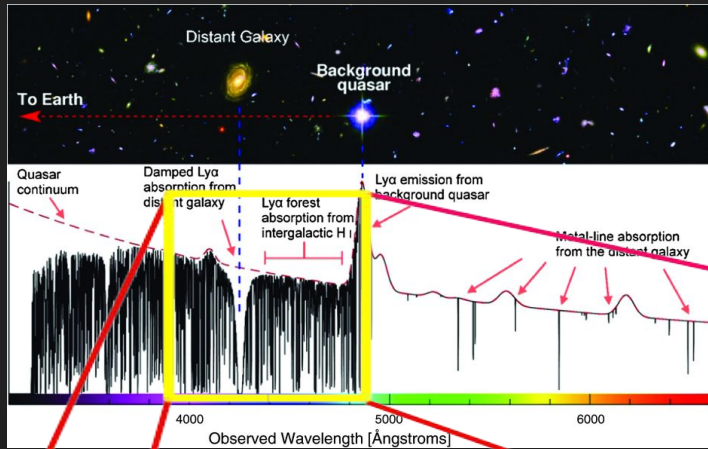 Distant Galaxy
Background
quasar
To Earth
Quasar
continuum
Damped Lyα
absorption from
distant galaxy
Lyα forest
absorption from
intergalactic H I
Lyα emission from
background quasar
Metal-line absorption
from the distant galaxy
4000
5000
6000
Observed Wavelength [Ångstroms]